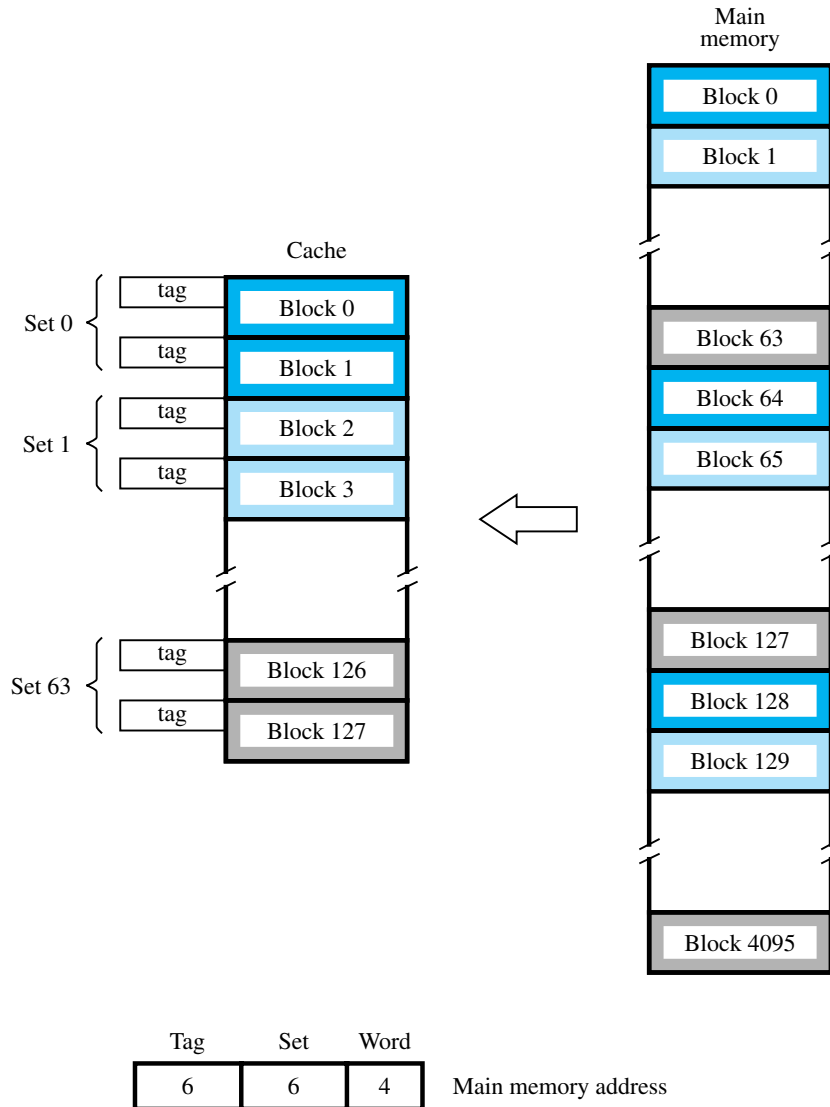 Main
memory
Block 0
Block 1
Block 63
Block 64
Block 65
Block 127
Block 128
Block 129
Block 4095
Cache
Set 0
tag
Block 0
tag
Block 1
Set 1
tag
Block 2
tag
Block 3
Set 63
tag
Block 126
tag
Block 127
Tag Set Word
6 6 4 Main memory address